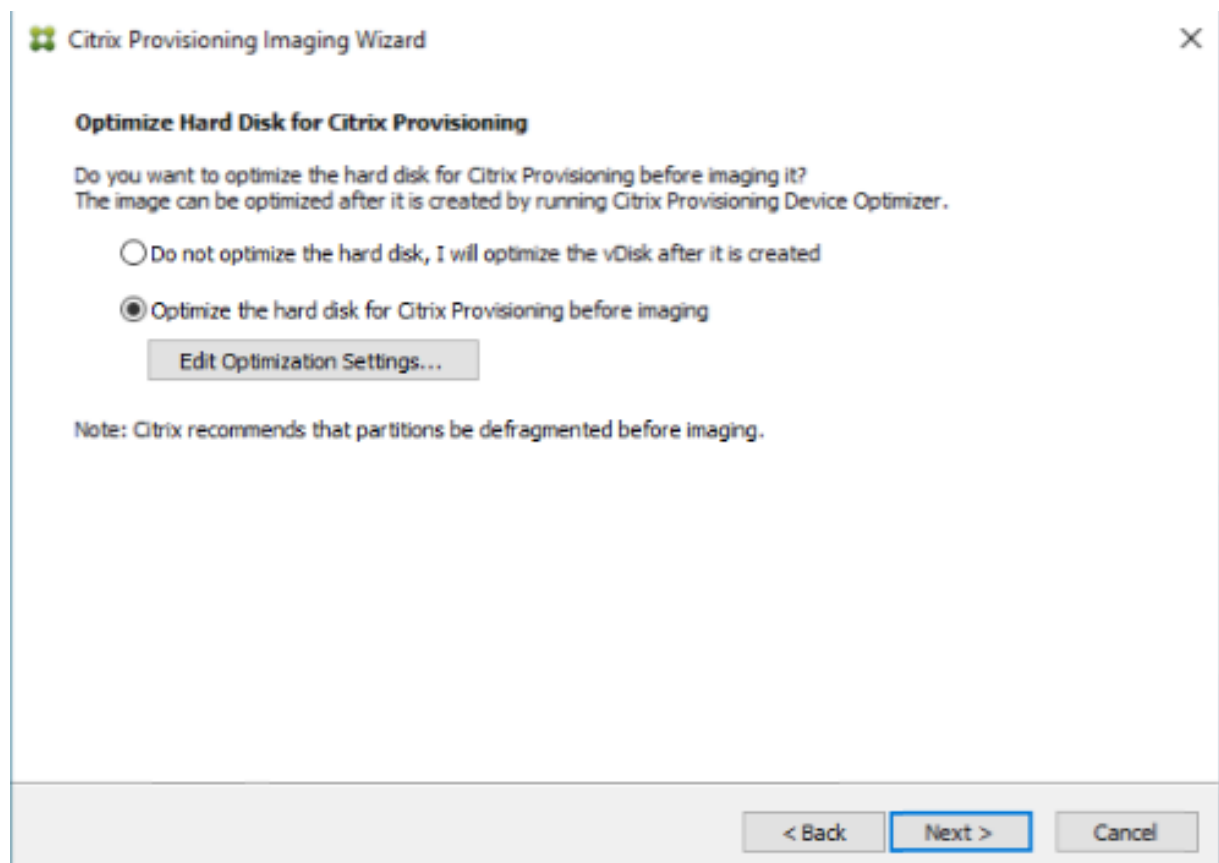 Citrix Provisioning Imaging Wizard
Optimize Hard Disk for Citrix Provisioning
Do you want to optimize the hard disk for Citrix Provisioning before imaging it?
The image can be optimized after it is created by running Citrix Provisioning Device Optimizer.
Do not optimize the hard disk, I will optimize the vDisk after it is created
Optimize the hard disk for Citrix Provisioning before imaging
Edit Optimization Settings...
Note: Citrix recommends that partitions be defragmented before imaging.
< Back Next > Cancel